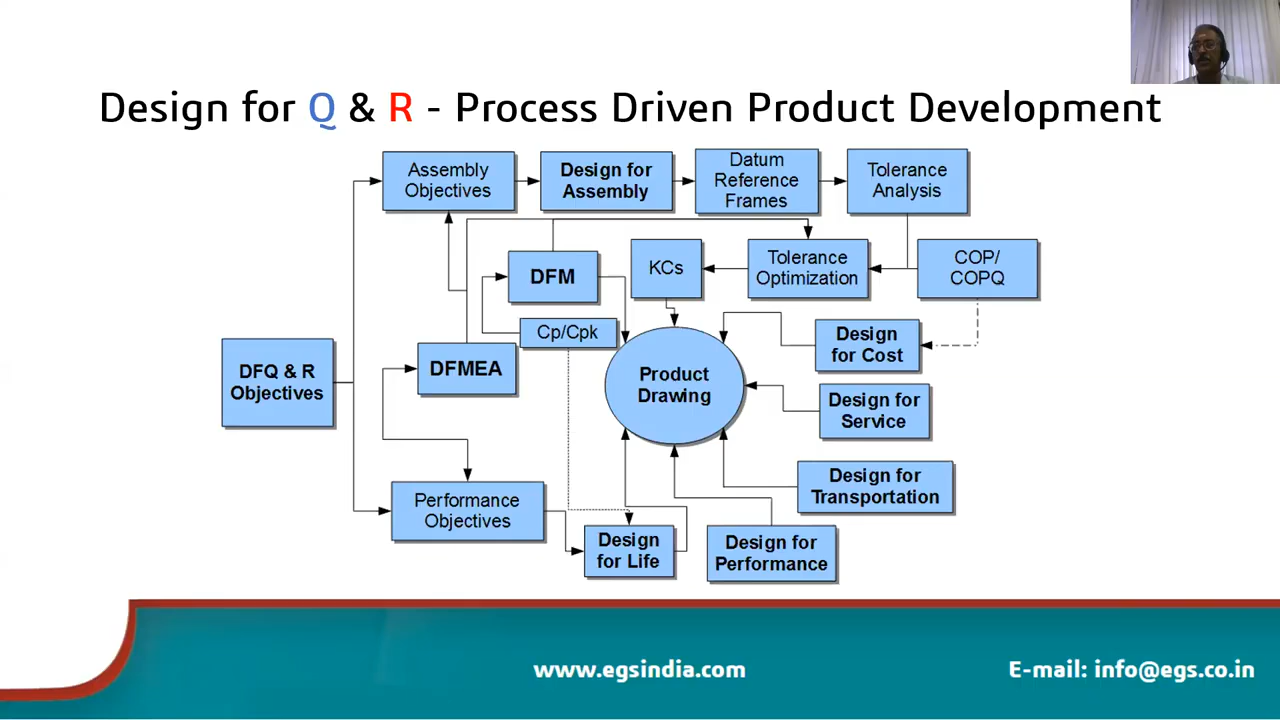 Design for Q & R - Process Driven Product Development
Assembly
Objectives
Design for
Assembly
Datum
Reference
Frames
Tolerance
Analysis
DFM
KCs
Tolerance
Optimization
COP/
COPQ
Cp/Cpk
Design
for Cost
DFQ & R
Objectives
DFMEA
Product
Drawing
Design for
Service
Performance
Objectives
Design for
Transportation
Design
for Life
Design for
Performance
www.egsindia.com
E-mail: info@egs.co.in